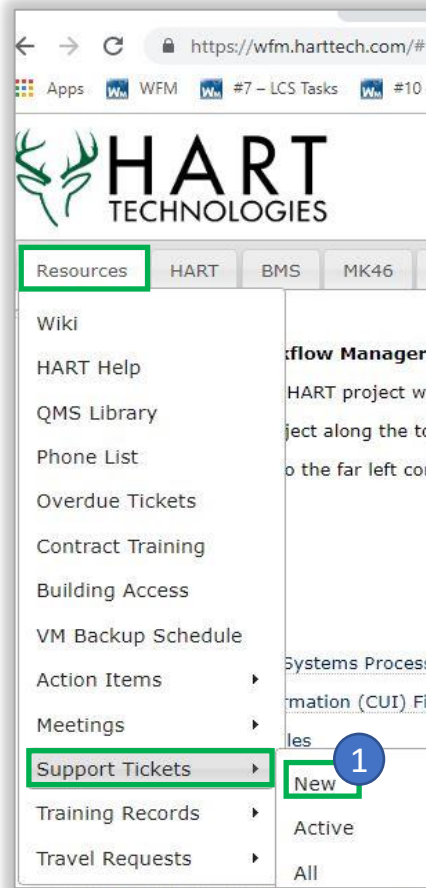 https://wfm.harttech.com/#
Apps WFM #7 – LCS Tasks #10
HART
TECHNOLOGIES
Resources HART BMS MK46
Wiki
HART Help
QMS Library
Phone List
Overdue Tickets
Contract Training
Building Access
VM Backup Schedule
Action Items
Meetings
Support Tickets
Training Records
Travel Requests
kflow Manager
HART project w
ject along the to
o the far left co
Systems Process
mation (CUI) Fi
les
1
New
Active
All